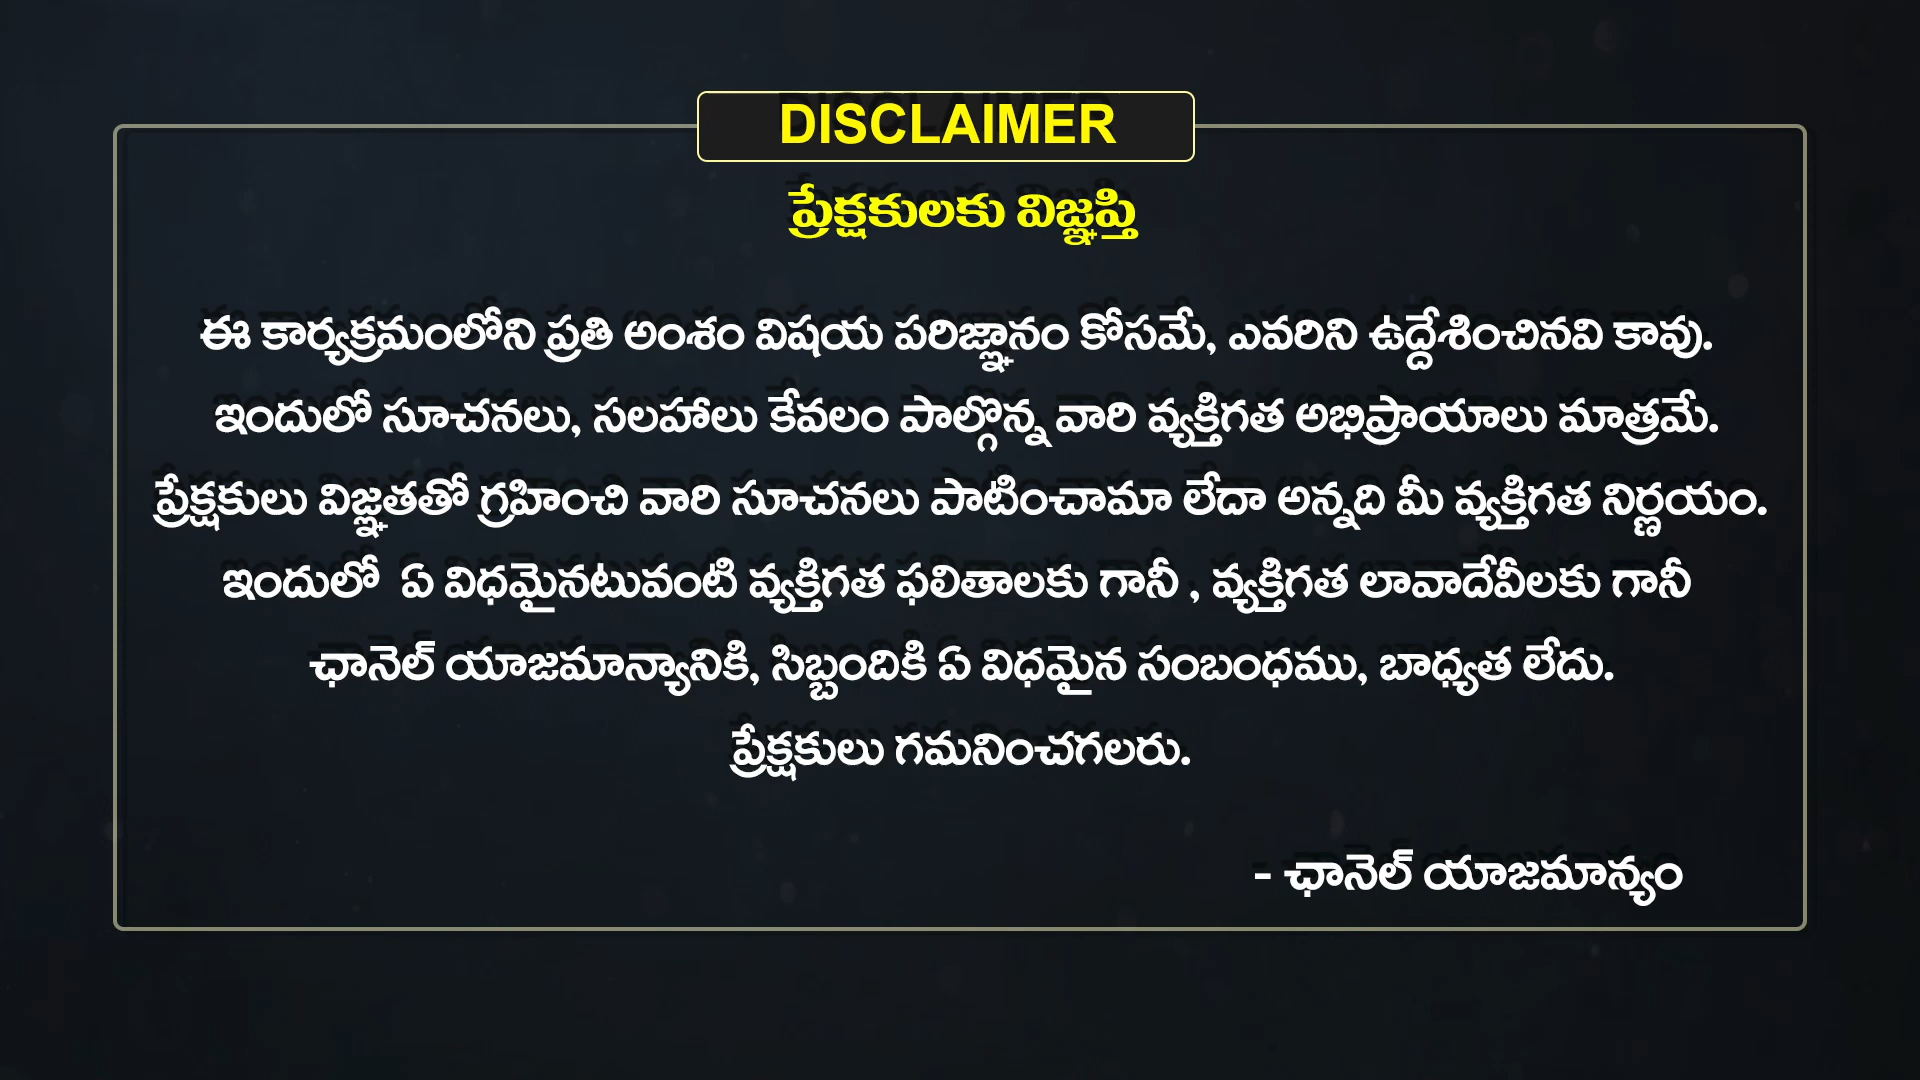 DISCLAIMER
ప్రేక్షకులకు విజ్ఞప్తి
ఈ కార్యక్రమంలోని ప్రతి అంశం విషయ పరిజ్ఞానం కోసమే, ఎవరిని ఉద్దేశించినవి కావు.
ఇందులో సూచనలు, సలహాలు కేవలం పాల్గొన్న వారి వ్యక్తిగత అభిప్రాయాలు మాత్రమే.
ప్రేక్షకులు విజ్ఞతతో గ్రహించి వారి సూచనలు పాటించామా లేదా అన్నది మీ వ్యక్తిగత నిర్ణయం.
ఇందులో ఏ విధమైనటువంటి వ్యక్తిగత ఫలితాలకు గానీ , వ్యక్తిగత లావాదేవీలకు గానీ
ఛానెల్ యాజమాన్యానికి, సిబ్బందికి ఏ విధమైన సంబంధము, బాధ్యత లేదు.
ప్రేక్షకులు గమనించగలరు.
- ఛానెల్ యాజమాన్యం